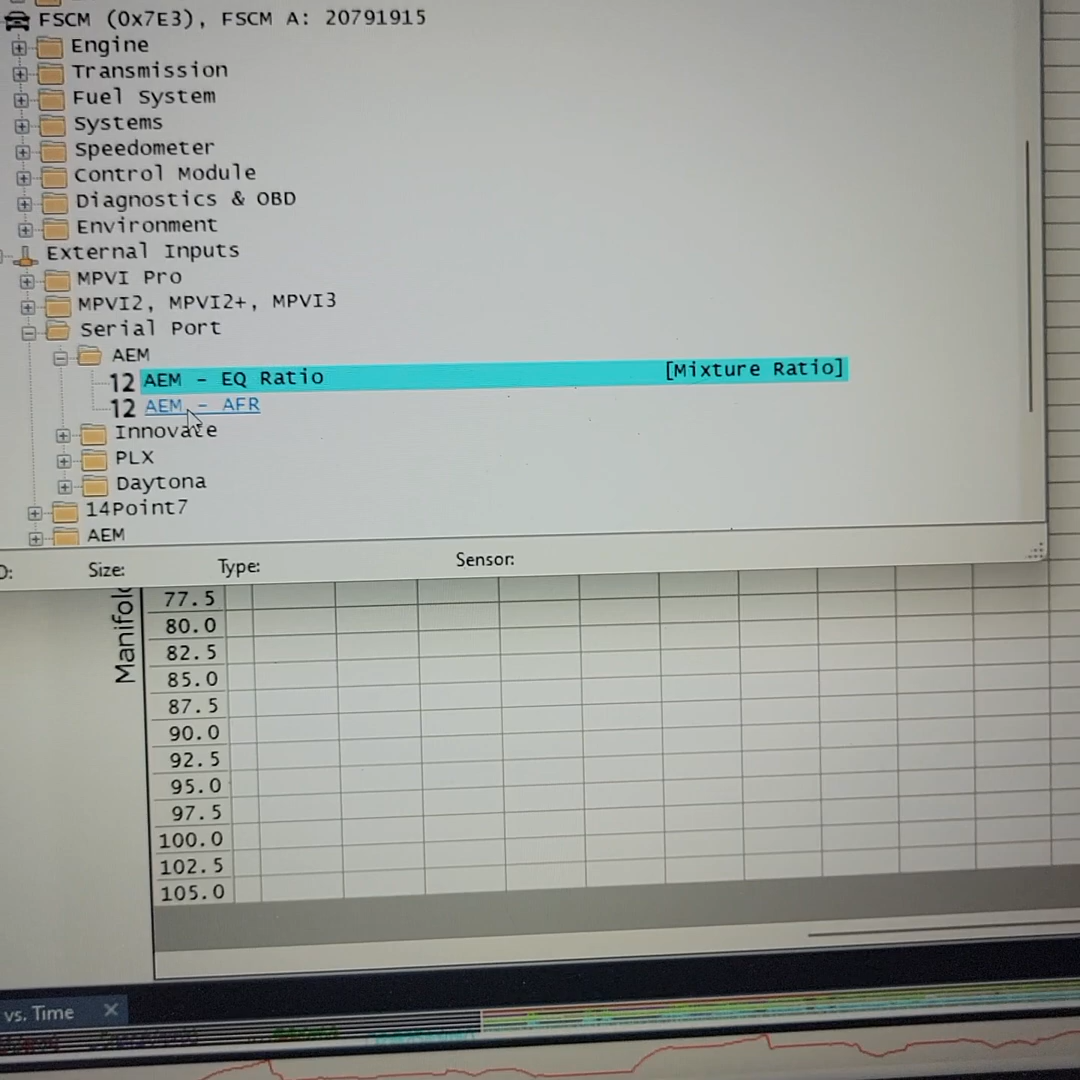 FSCM (0x7E3), FSCM A: 20791915
Engine
Transmission
Fuel System
Systems
Speedometer
Control Module
Diagnostics & OBD
Environment
External Inputs
MPVI Pro
MPVI2, MPVI2+, MPVI3
Serial Port
AEM
12 AEM - EQ Ratio [Mixture Ratio]
12 AEM - AFR
Innovate
PLX
Daytona
14Point7
AEM
D: Size: Type: Sensor:
Manifol
77.5
80.0
82.5
85.0
87.5
90.0
92.5
95.0
97.5
100.0
102.5
105.0
vs. Time